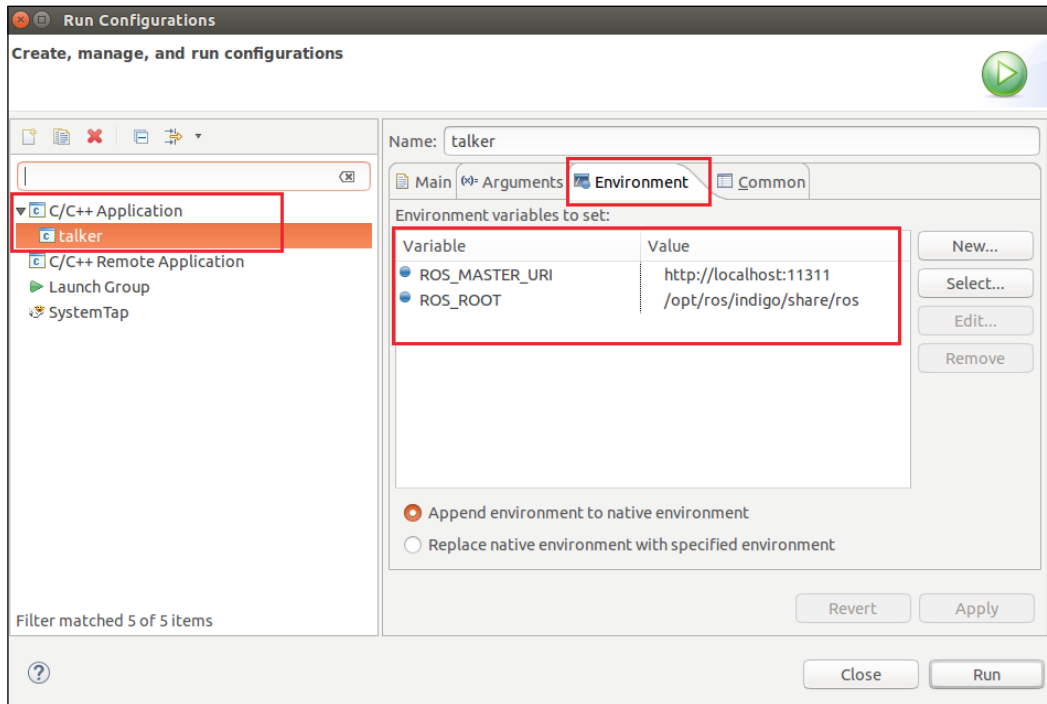 Run Configurations
Create, manage, and run configurations
Name: talker
Main (x)= Arguments Environment Common
C/C++ Application
talker
C/C++ Remote Application
Launch Group
SystemTap
Filter matched 5 of 5 items
Environment variables to set:
Variable Value
ROS_MASTER_URI http://localhost:11311
ROS_ROOT /opt/ros/indigo/share/ros
New...
Select...
Edit...
Remove
Append environment to native environment
Replace native environment with specified environment
Revert Apply
? Close Run